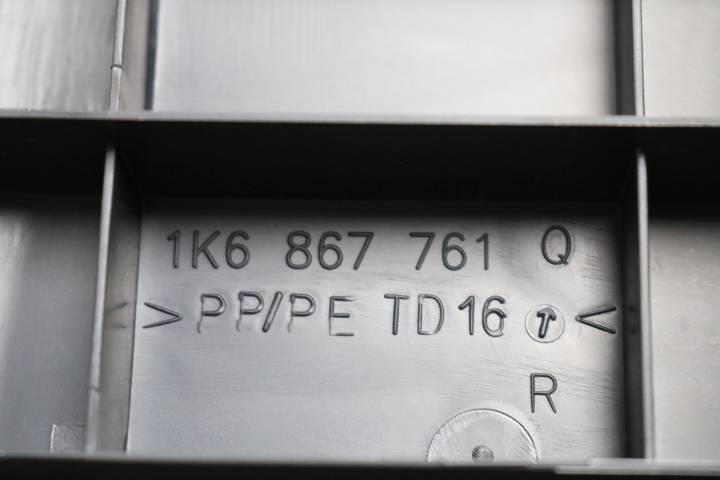 1K6 867 761 Q
>PP/PE TD16<
R